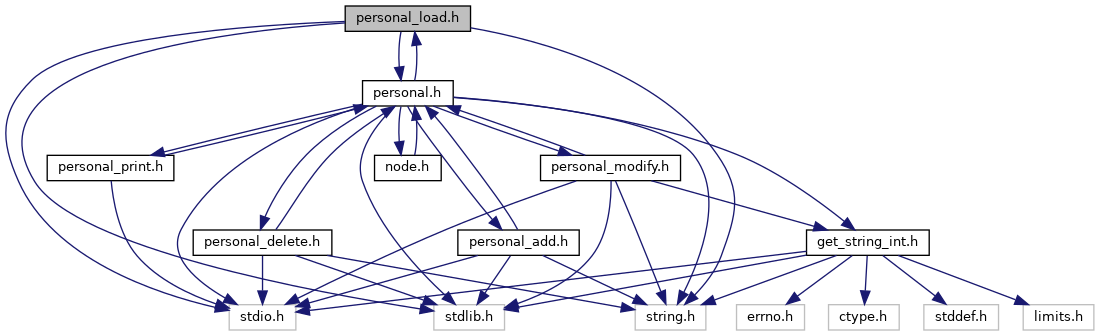 personal_load.h
personal.h
personal_print.h
node.h
personal_modify.h
personal_delete.h
personal_add.h
get_string_int.h
stdio.h
stdlib.h
string.h
errno.h
ctype.h
stddef.h
limits.h